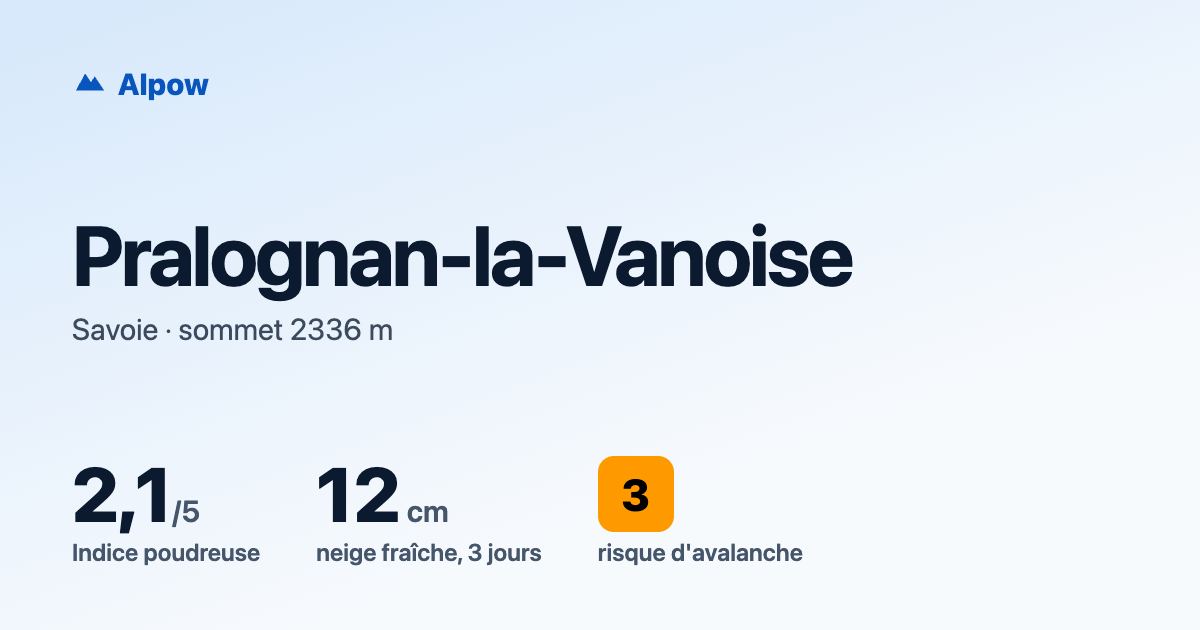 Alpow
Pralognan-la-Vanoise
Savoie · sommet 2336 m
2,1/5
Indice poudreuse
12 cm
neige fraîche, 3 jours
3
risque d'avalanche